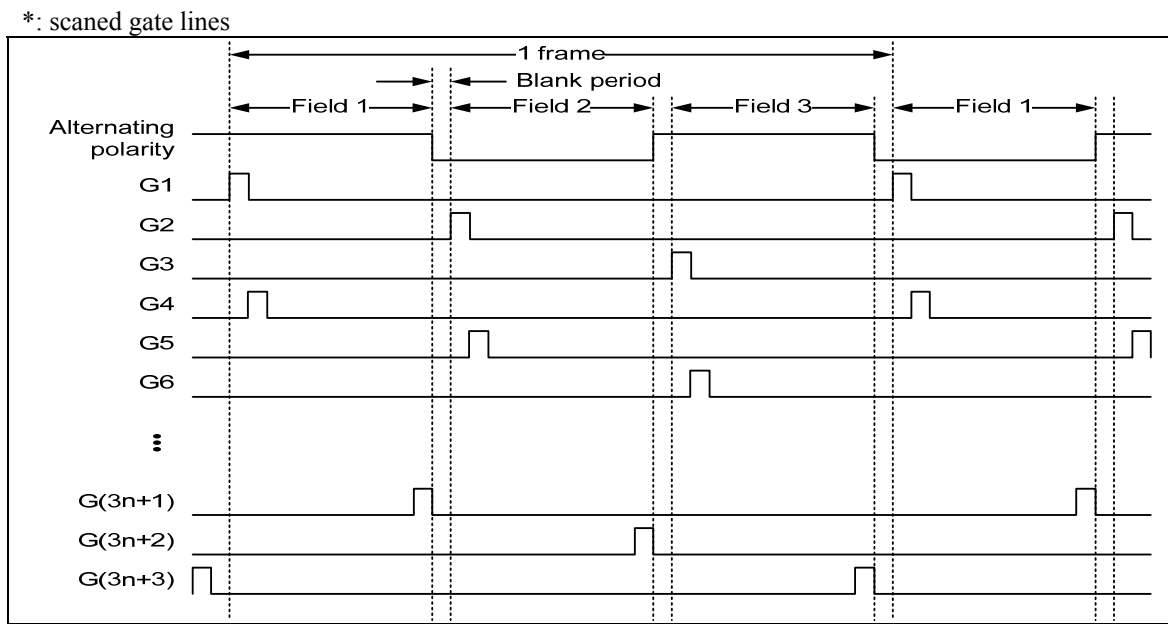 *: scaned gate lines
1 frame
Blank period
Field 1
Field 2
Field 3
Field 1
Alternating
polarity
G1
G2
G3
G4
G5
G6
G(3n+1)
G(3n+2)
G(3n+3)